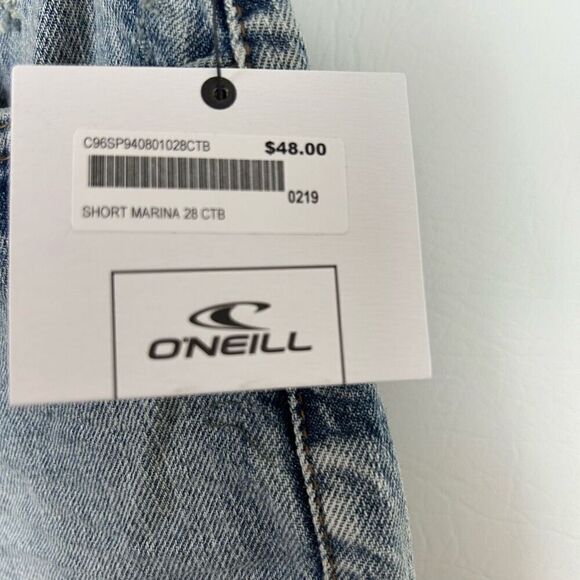 C96SP940801028CTB $48.00
0219
SHORT MARINA 28 CTB
O'NEILL